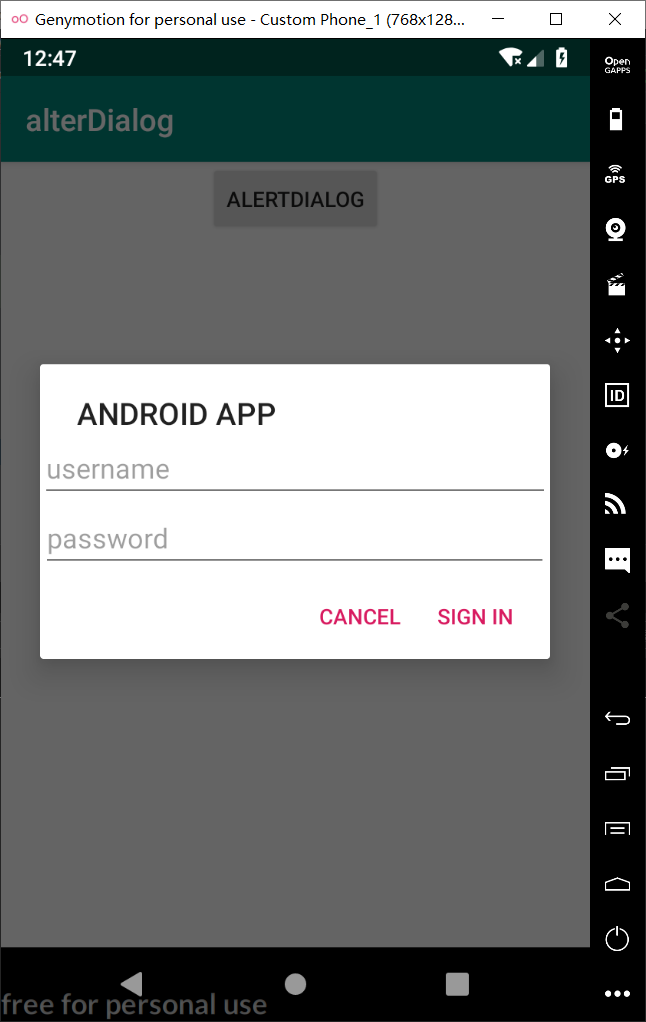 Genymotion for personal use - Custom Phone_1 (768x128...
12:47
Open
GAPPS
alterDialog
GPS
ALERTDIALOG
ID
ANDROID APP
username
password
CANCEL SIGN IN
free for personal use